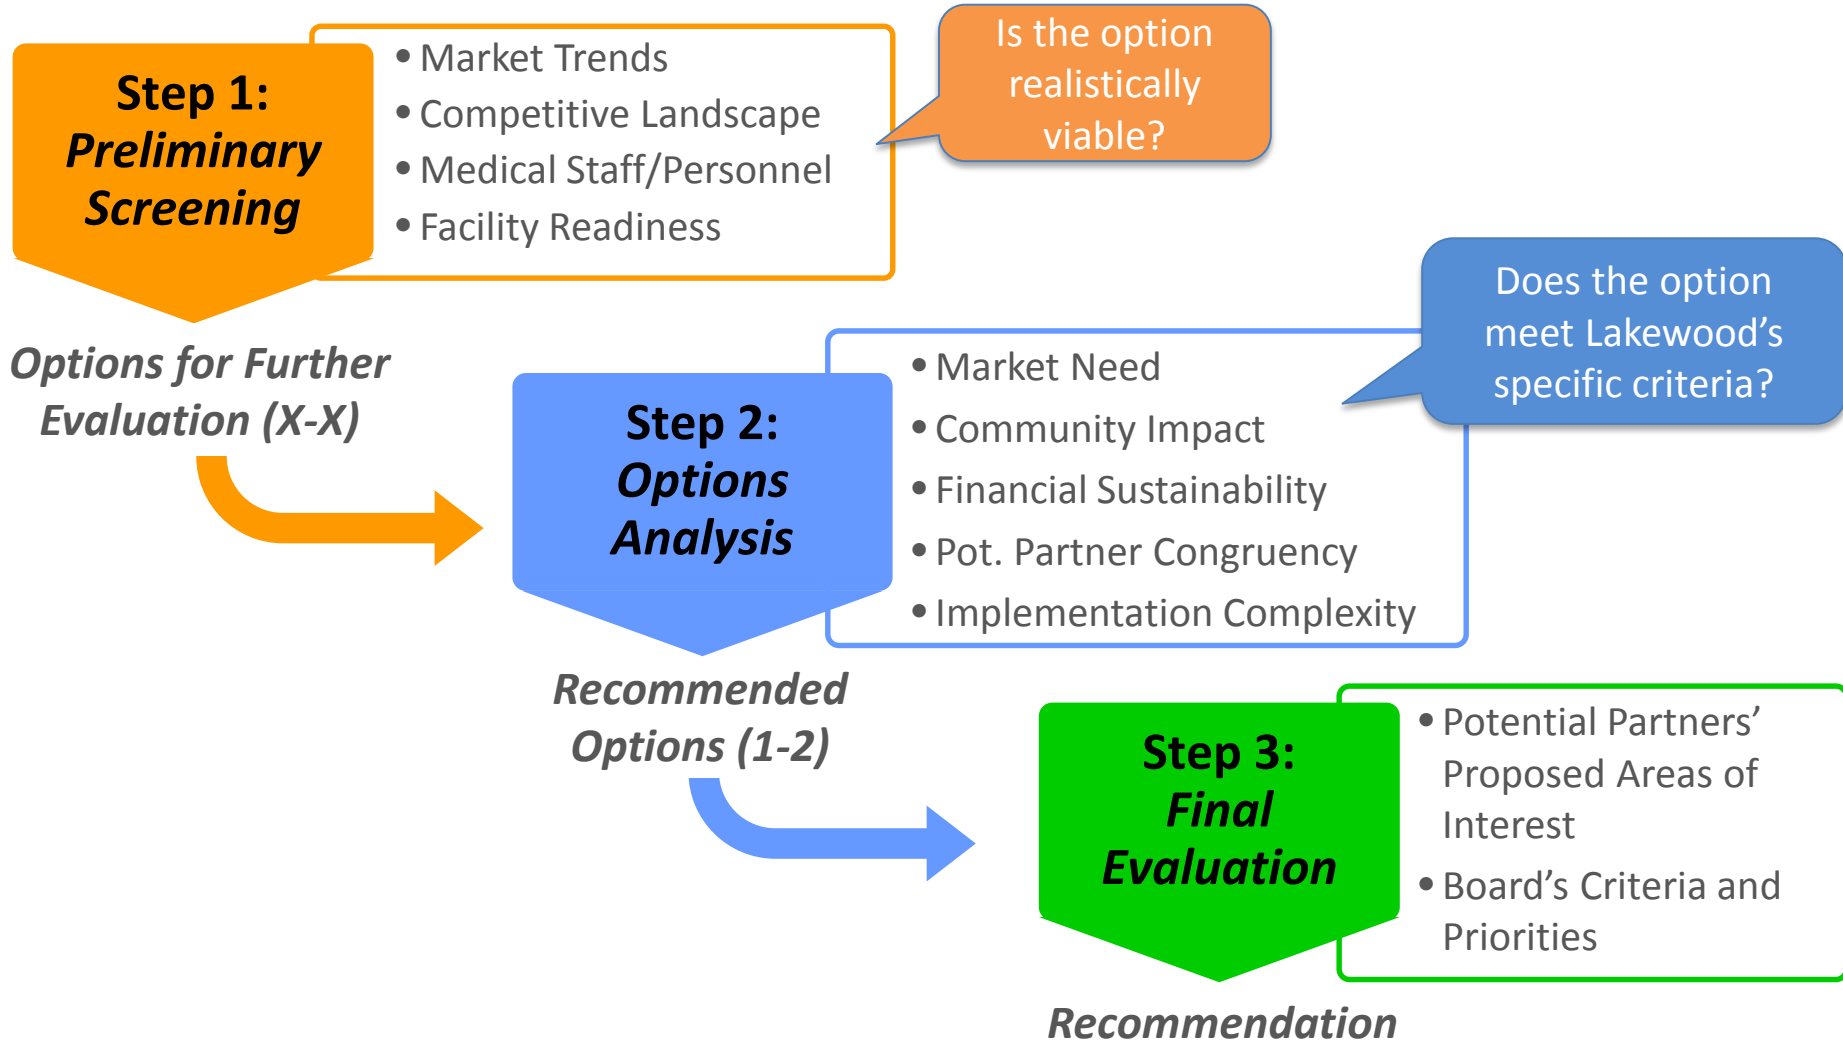 Step 1:
Preliminary
Screening
• Market Trends
• Competitive Landscape
• Medical Staff/Personnel
• Facility Readiness
Is the option
realistically
viable?
Options for Further
Evaluation (X-X)
Step 2:
Options
Analysis
• Market Need
• Community Impact
• Financial Sustainability
• Pot. Partner Congruency
• Implementation Complexity
Does the option
meet Lakewood’s
specific criteria?
Recommended
Options (1-2)
Step 3:
Final
Evaluation
• Potential Partners’
Proposed Areas of
Interest
• Board’s Criteria and
Priorities
Recommendation